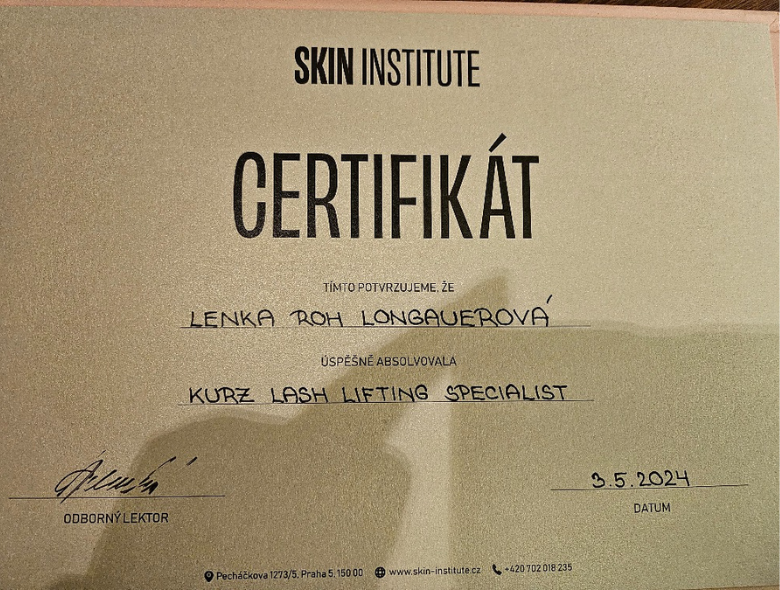 SKIN INSTITUTE
CERTIFIKÁT
TÍMTO POTVRZUJEME, ŽE
LENKA ROH LONGAUEROVÁ
ÚSPĚŠNĚ ABSOLVOVALA
KURZ LASH LIFTING SPECIALIST
3.5.2024
ODBORNÝ LEKTOR
DATUM
Pecháčkova 1273/5, Praha 5, 150 00 www.skin-institute.cz +420 702 018 235